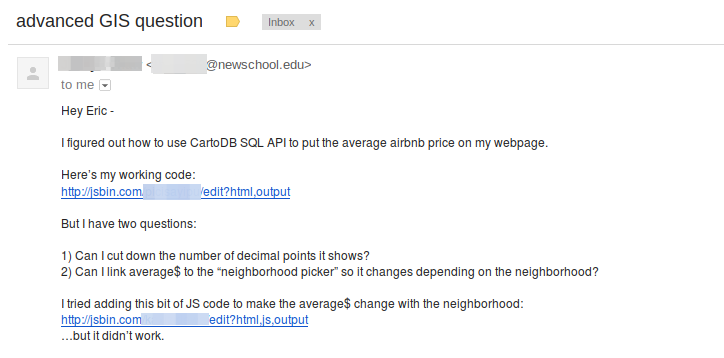 advanced GIS question
Inbox x
< @newschool.edu>
to me
Hey Eric -
I figured out how to use CartoDB SQL API to put the average airbnb price on my webpage.
Here's my working code:
http://jsbin.com /edit?html,output
But I have two questions:
1) Can I cut down the number of decimal points it shows?
2) Can I link average$ to the “neighborhood picker” so it changes depending on the neighborhood?
I tried adding this bit of JS code to make the average$ change with the neighborhood:
http://jsbin.com edit?html,js,output
…but it didn't work.